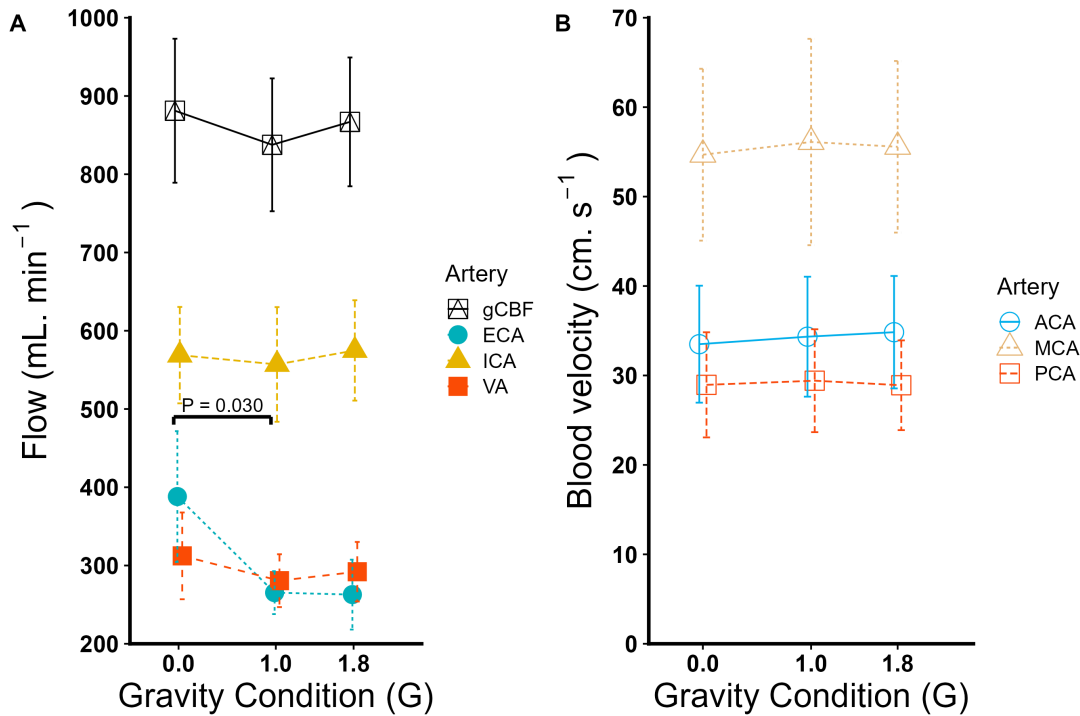 A
1000
900
800
700
600
500
400
300
200
Flow (mL. min⁻¹ )
P = 0.030
0.0 1.0 1.8
Gravity Condition (G)
Artery
gCBF
ECA
ICA
VA
B
70
60
50
40
30
20
10
0
Blood velocity (cm. s⁻¹ )
0.0 1.0 1.8
Gravity Condition (G)
Artery
ACA
MCA
PCA